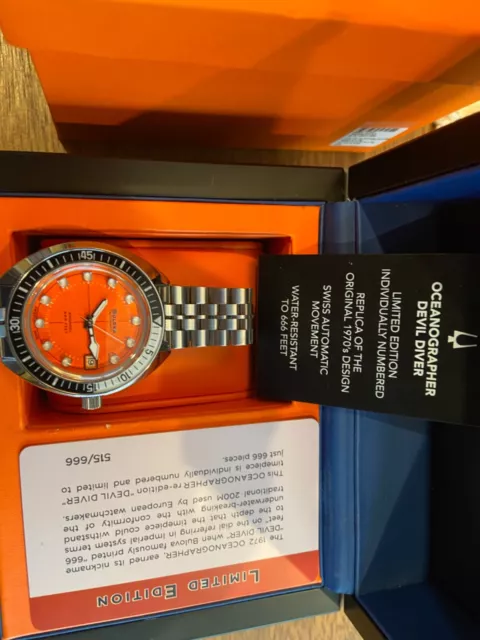 OCEANOGRAPHER
DEVIL DIVER
LIMITED EDITION
INDIVIDUALLY NUMBERED
REPLICA OF THE
ORIGINAL 1970's DESIGN
SWISS AUTOMATIC
MOVEMENT
WATER-RESISTANT
TO 666 FEET
LIMITED EDITION
The 1972 OCEANOGRAPHER, earned its nickname
"DEVIL DIVER" when Bulova famously printed "666
feet" on the dial referring in imperial system terms
to the depth that the timepiece could withstand
underwater-breaking with the conformity of the
traditional 200M used by European watchmakers.
This OCEANOGRAPHER re-edition "DEVIL DIVER"
timepiece is individually numbered and limited to
just 666 pieces.
515/666
BULOVA
45
30
15